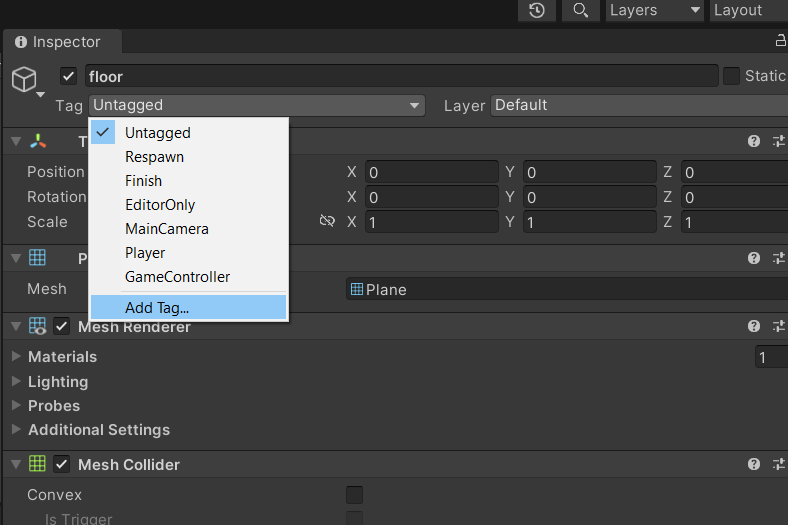 Layers Layout
Inspector
floor Static
Tag Untagged Layer Default
Untagged
Respawn
Finish
EditorOnly
MainCamera
Player
GameController
Add Tag...
T
Position X 0 Y 0 Z 0
Rotation X 0 Y 0 Z 0
Scale X 1 Y 1 Z 1
P
Mesh Plane
Mesh Renderer
Materials 1
Lighting
Probes
Additional Settings
Mesh Collider
Convex
Is Trigger